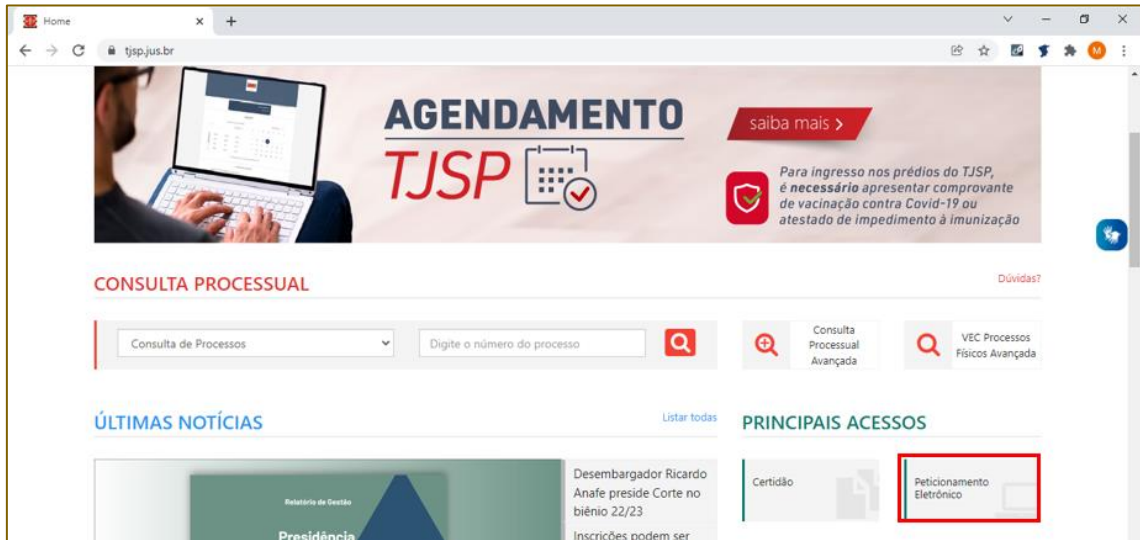 Home
tjsp.jus.br
M
AGENDAMENTO
TJSP
saiba mais >
Para ingresso nos prédios do TJSP,
é necessário apresentar comprovante
de vacinação contra Covid-19 ou
atestado de impedimento à imunização
CONSULTA PROCESSUAL
Dúvidas?
Consulta de Processos
Digite o número do processo
Consulta
Processual
Avançada
VEC Processos
Físicos Avançada
ÚLTIMAS NOTÍCIAS
Listar todas
PRINCIPAIS ACESSOS
Relatório de Gestão
Presidência
Desembargador Ricardo
Anafe preside Corte no
biênio 22/23
Inscrições podem ser
Certidão
Peticionamento
Eletrônico